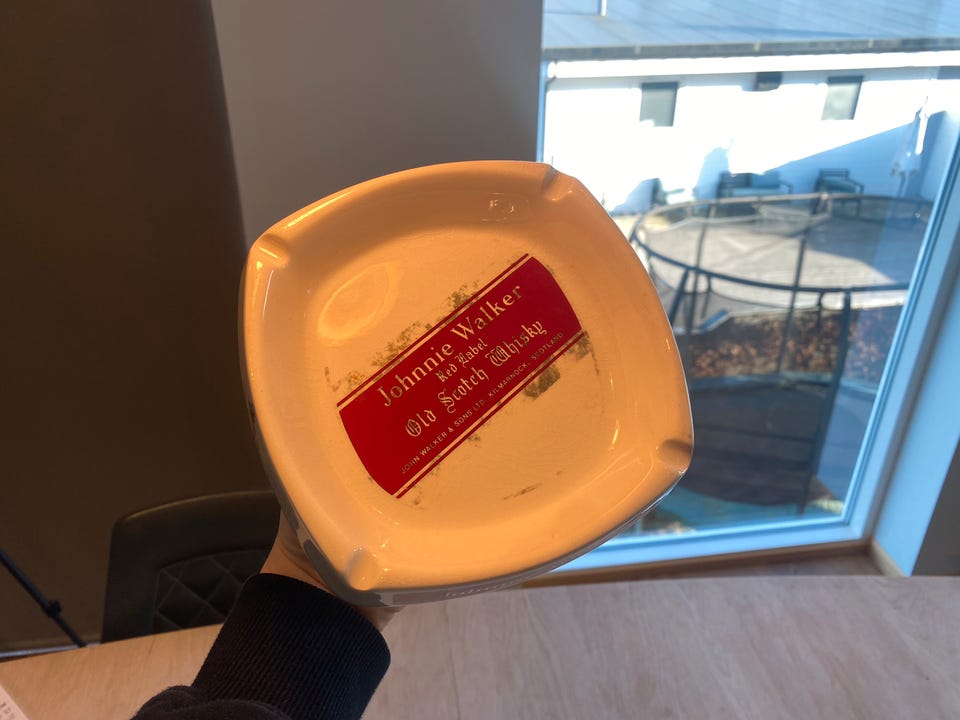 Johnnie Walker
Red Label
Old Scotch Whisky
JOHN WALKER & SONS LTD. KILMARNOCK, SCOTLAND